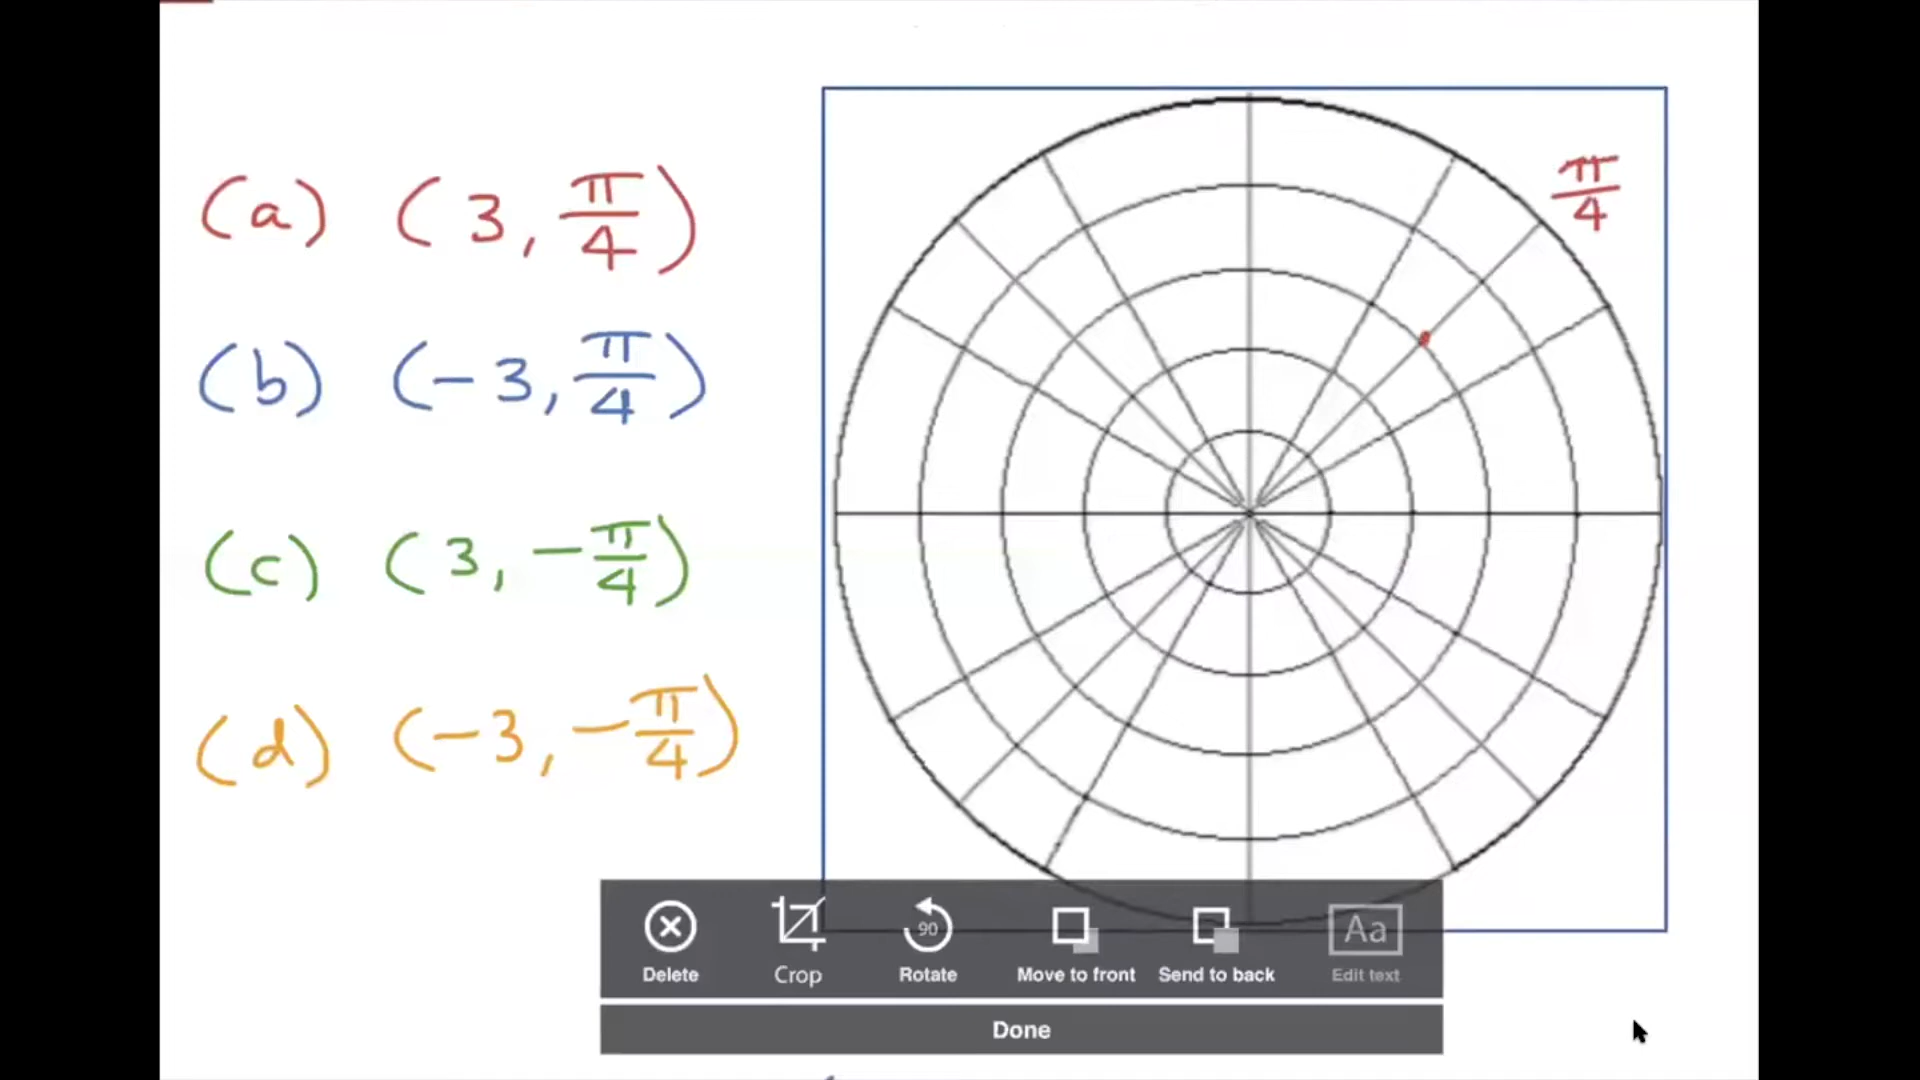 (a) (3, π/4)
π/4
(b) (-3, π/4)
(c) (3, -π/4)
(d) (-3, -π/4)
90
Aa
Delete Crop Rotate Move to front Send to back Edit text
Done